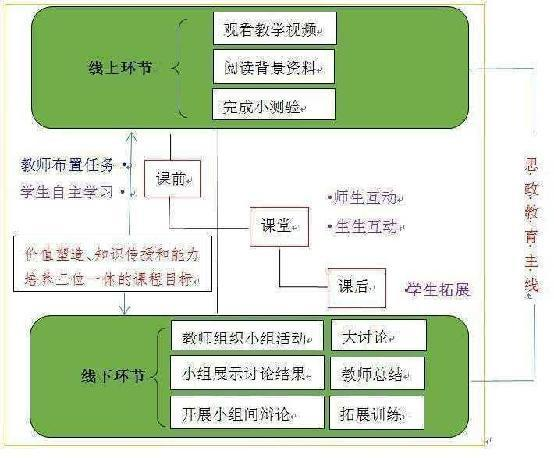 观看教学视频
线上环节
阅读背景资料
完成小测验
教师布置任务
学生自主学习
课前
师生互动
课堂
生生互动
价值塑造、知识传授和能力
培养三位一体的课程目标
课后
学生拓展
思政教育主线
教师组织小组活动
大讨论
线下环节
小组展示讨论结果
教师总结
开展小组间辩论
拓展训练